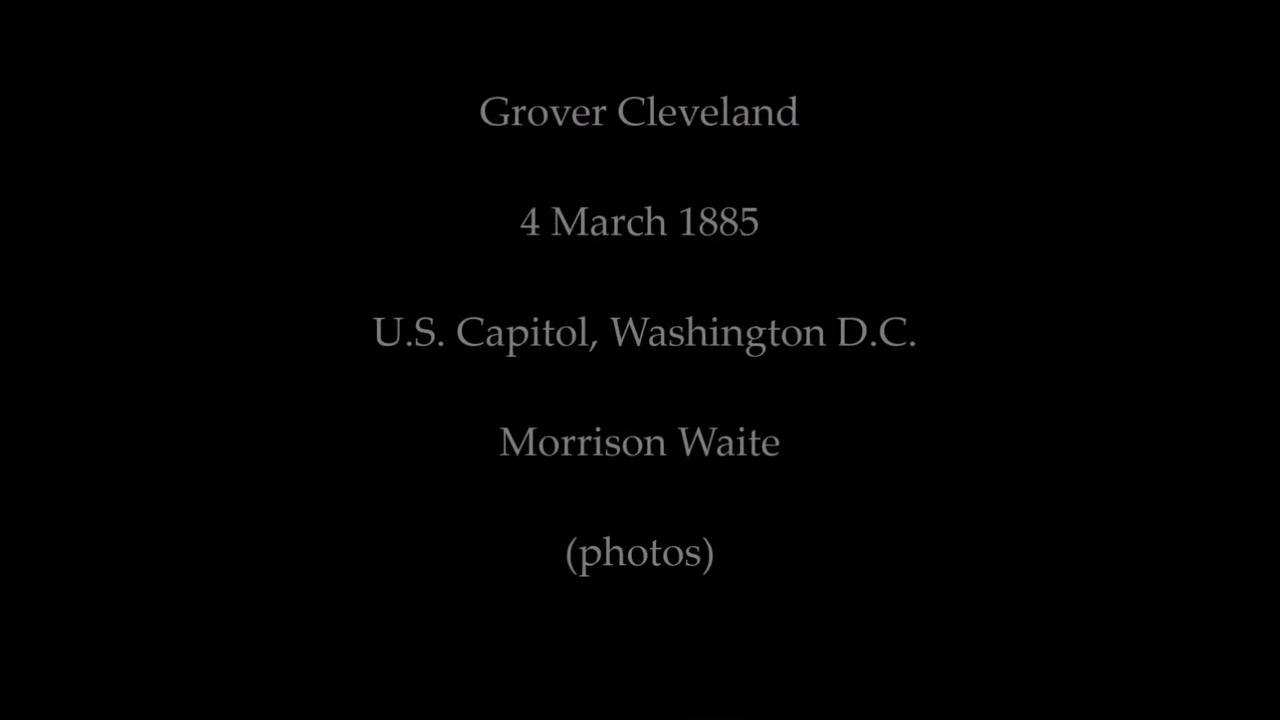 Grover Cleveland
4 March 1885
U.S. Capitol, Washington D.C.
Morrison Waite
(photos)